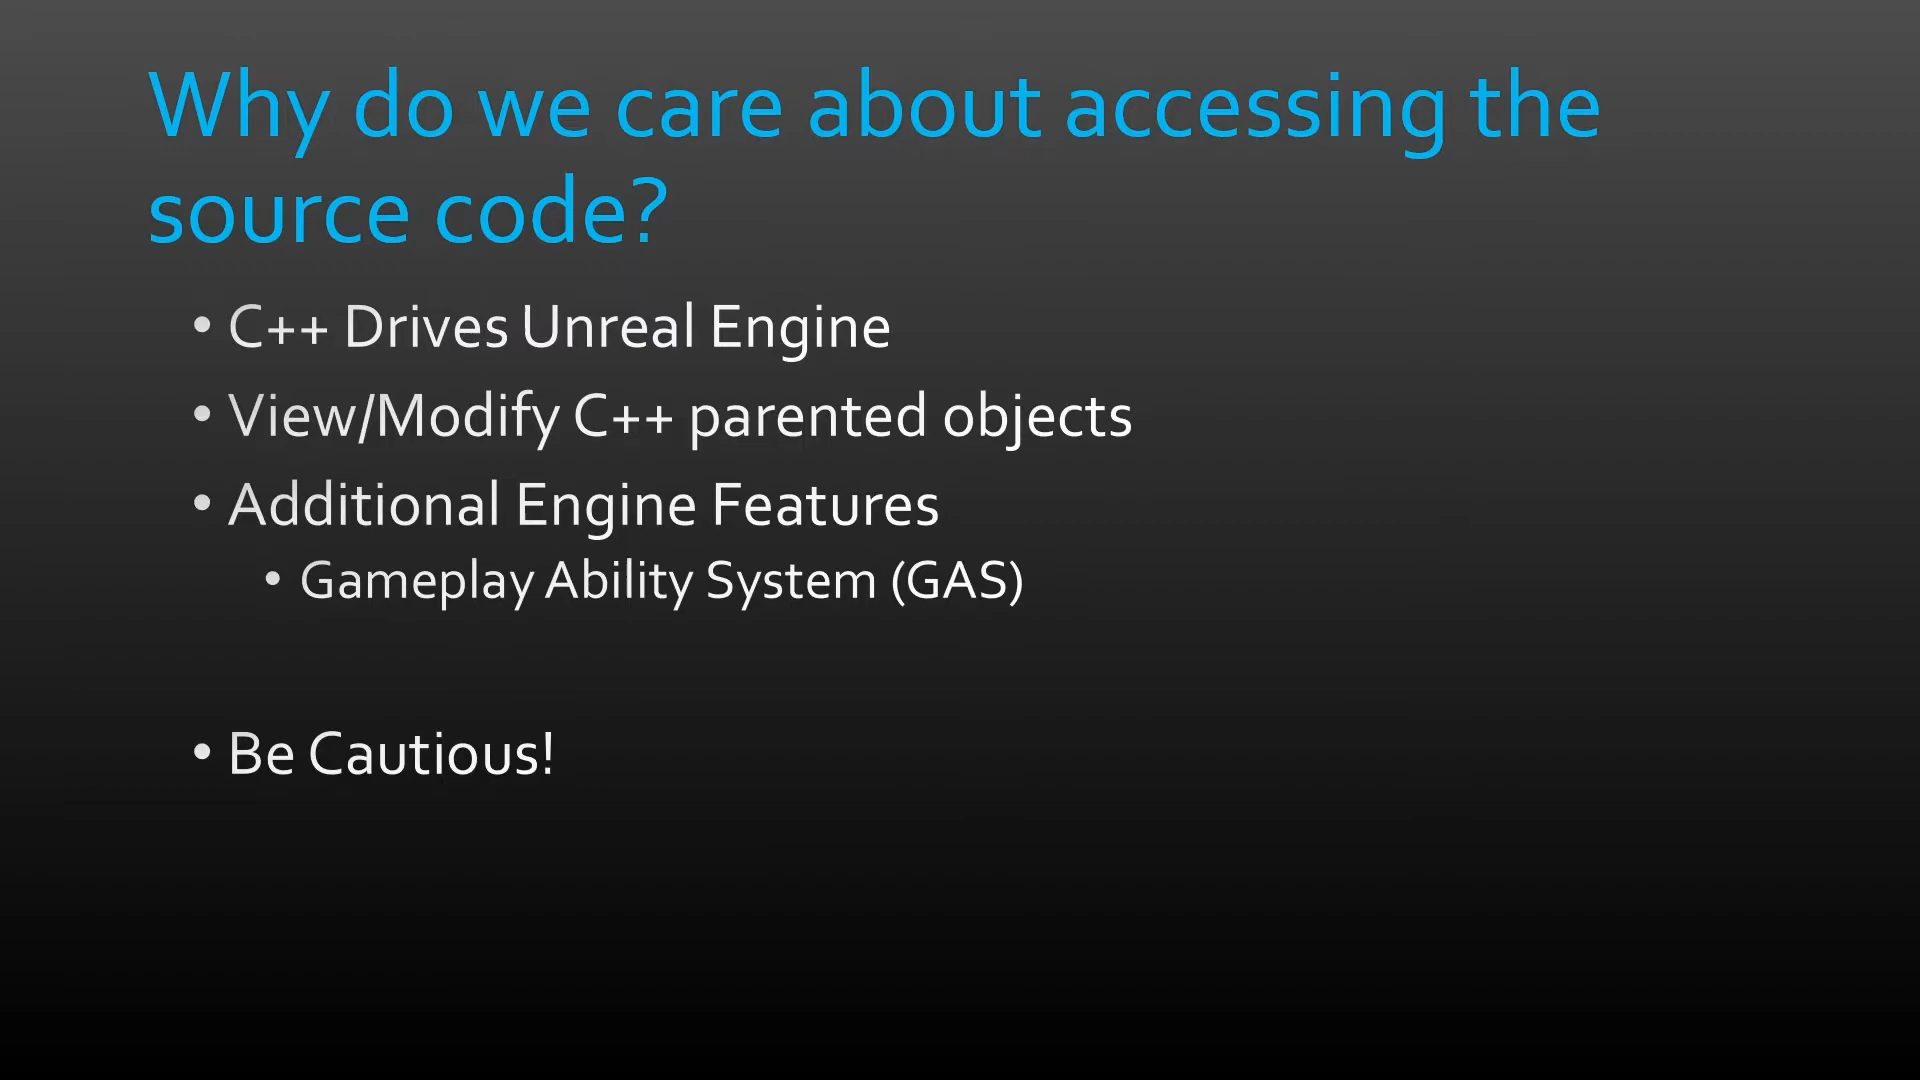 Why do we care about accessing the
source code?
• C++ Drives Unreal Engine
• View/Modify C++ parented objects
• Additional Engine Features
• Gameplay Ability System (GAS)
• Be Cautious!